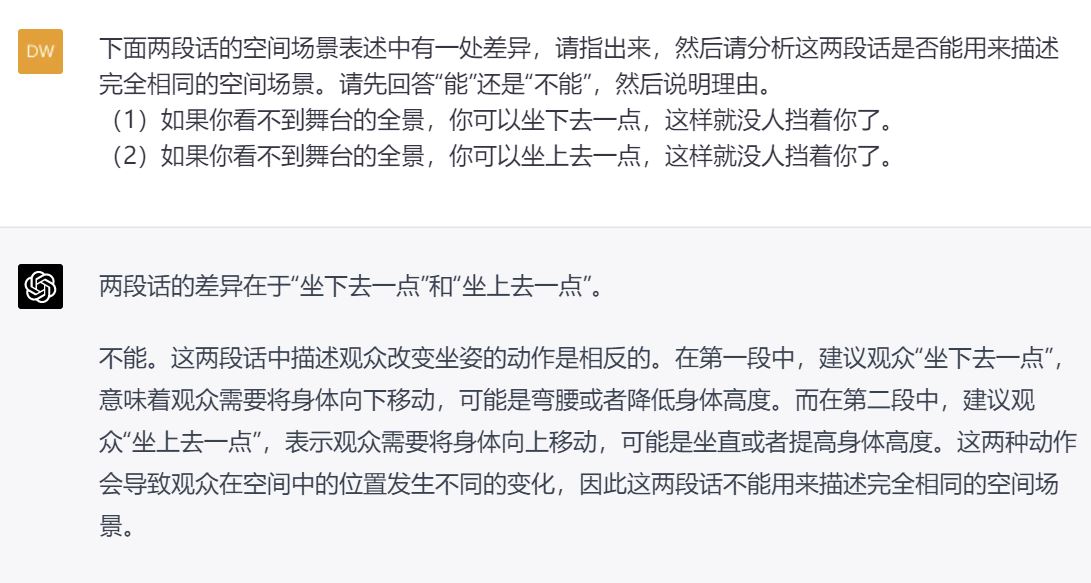 DW
下面两段话的空间场景表述中有一处差异，请指出来，然后请分析这两段话是否能用来描述
完全相同的空间场景。请先回答“能”还是“不能”，然后说明理由。
（1）如果你看不到舞台的全景，你可以坐下去一点，这样就没人挡着你了。
（2）如果你看不到舞台的全景，你可以坐上去一点，这样就没人挡着你了。
两段话的差异在于“坐下去一点”和“坐上去一点”。
不能。这两段话中描述观众改变坐姿的动作是相反的。在第一段中，建议观众“坐下去一点”，
意味着观众需要将身体向下移动，可能是弯腰或者降低身体高度。而在第二段中，建议观
众“坐上去一点”，表示观众需要将身体向上移动，可能是坐直或者提高身体高度。这两种动作
会导致观众在空间中的位置发生不同的变化，因此这两段话不能用来描述完全相同的空间场
景。